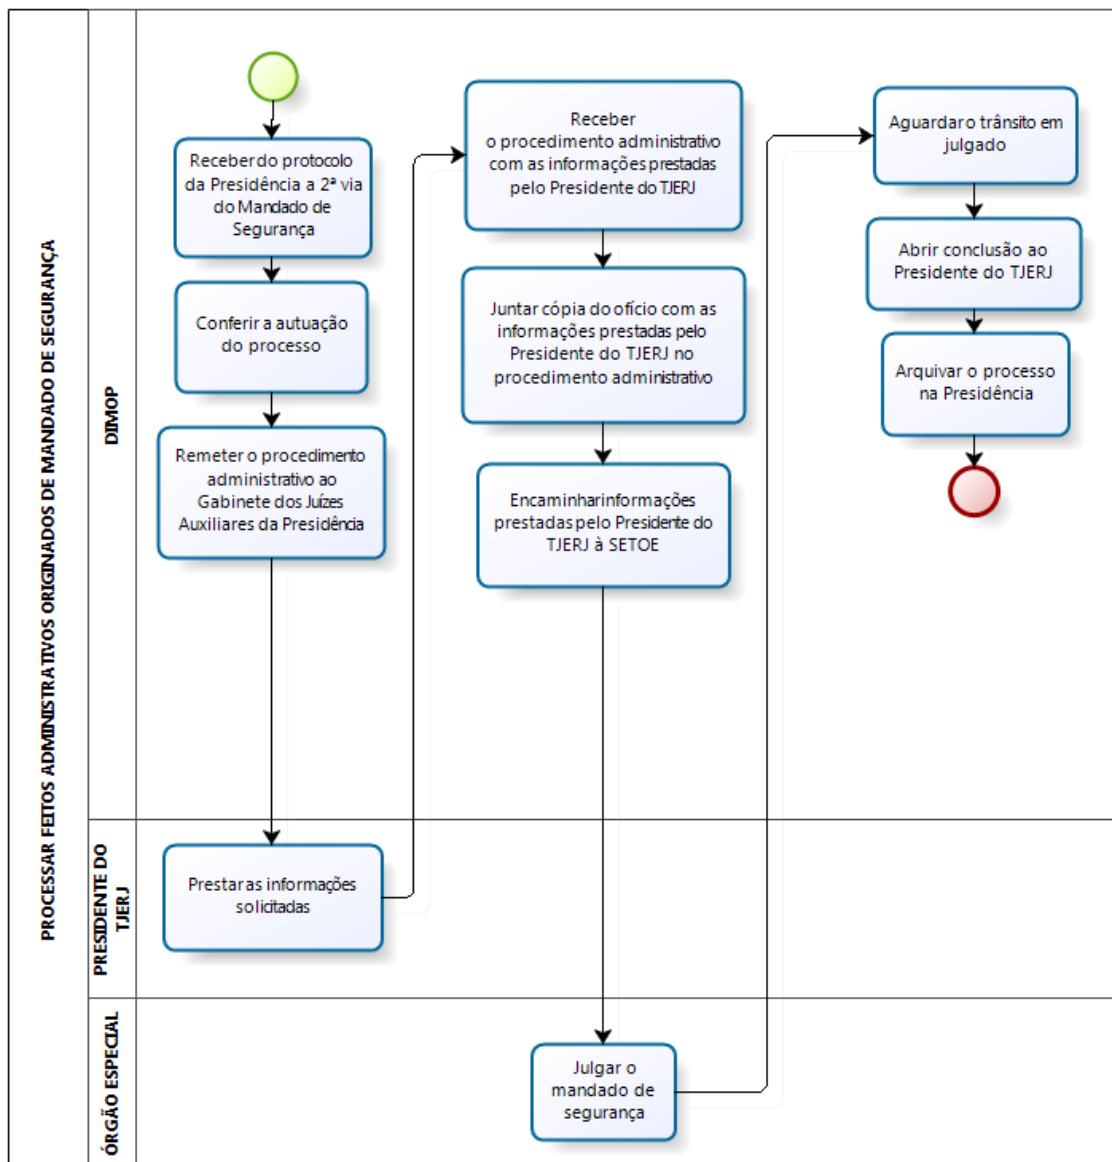 PROCESSAR FEITOS ADMINISTRATIVOS ORIGINADOS DE MANDADO DE SEGURANÇA
DIMOP
Receber do protocolo
da Presidência a 2ª via
do Mandado de
Segurança
Conferir a autuação
do processo
Remeter o procedimento
administrativo ao
Gabinete dos Juízes
Auxiliares da Presidência
Receber
o procedimento administrativo
com as informações prestadas
pelo Presidente do TJERJ
Juntar cópia do ofício com as
informações prestadas pelo
Presidente do TJERJ no
procedimento administrativo
Encaminhar informações
prestadas pelo Presidente do
TJERJ à SETOE
Aguardar o trânsito em
julgado
Abrir conclusão ao
Presidente do TJERJ
Arquivar o processo
na Presidência
PRESIDENTE DO
TJERJ
Prestar as informações
solicitadas
ÓRGÃO ESPECIAL
Julgar o
mandado de
segurança